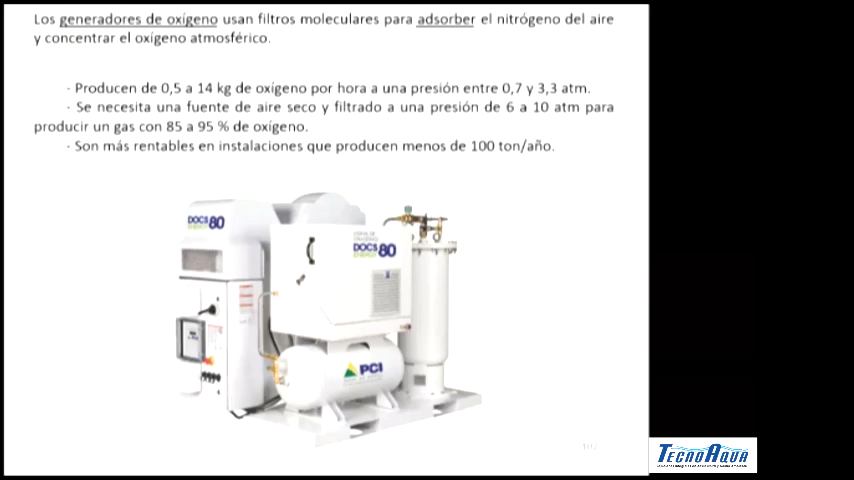 Los generadores de oxígeno usan filtros moleculares para adsorber el nitrógeno del aire
y concentrar el oxígeno atmosférico.
- Producen de 0,5 a 14 kg de oxígeno por hora a una presión entre 0,7 y 3,3 atm.
- Se necesita una fuente de aire seco y filtrado a una presión de 6 a 10 atm para
producir un gas con 85 a 95 % de oxígeno.
- Son más rentables en instalaciones que producen menos de 100 ton/año.
DOCS 80
DOCS 80
PCI
TECNOAQUA